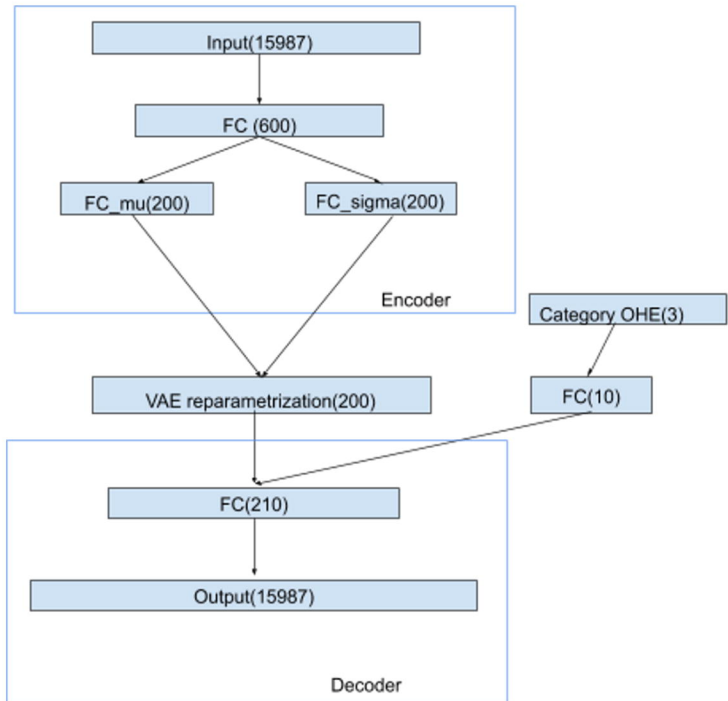 Input(15987)
FC (600)
FC_mu(200)
FC_sigma(200)
Encoder
Category OHE(3)
VAE reparametrization(200)
FC(10)
FC(210)
Output(15987)
Decoder